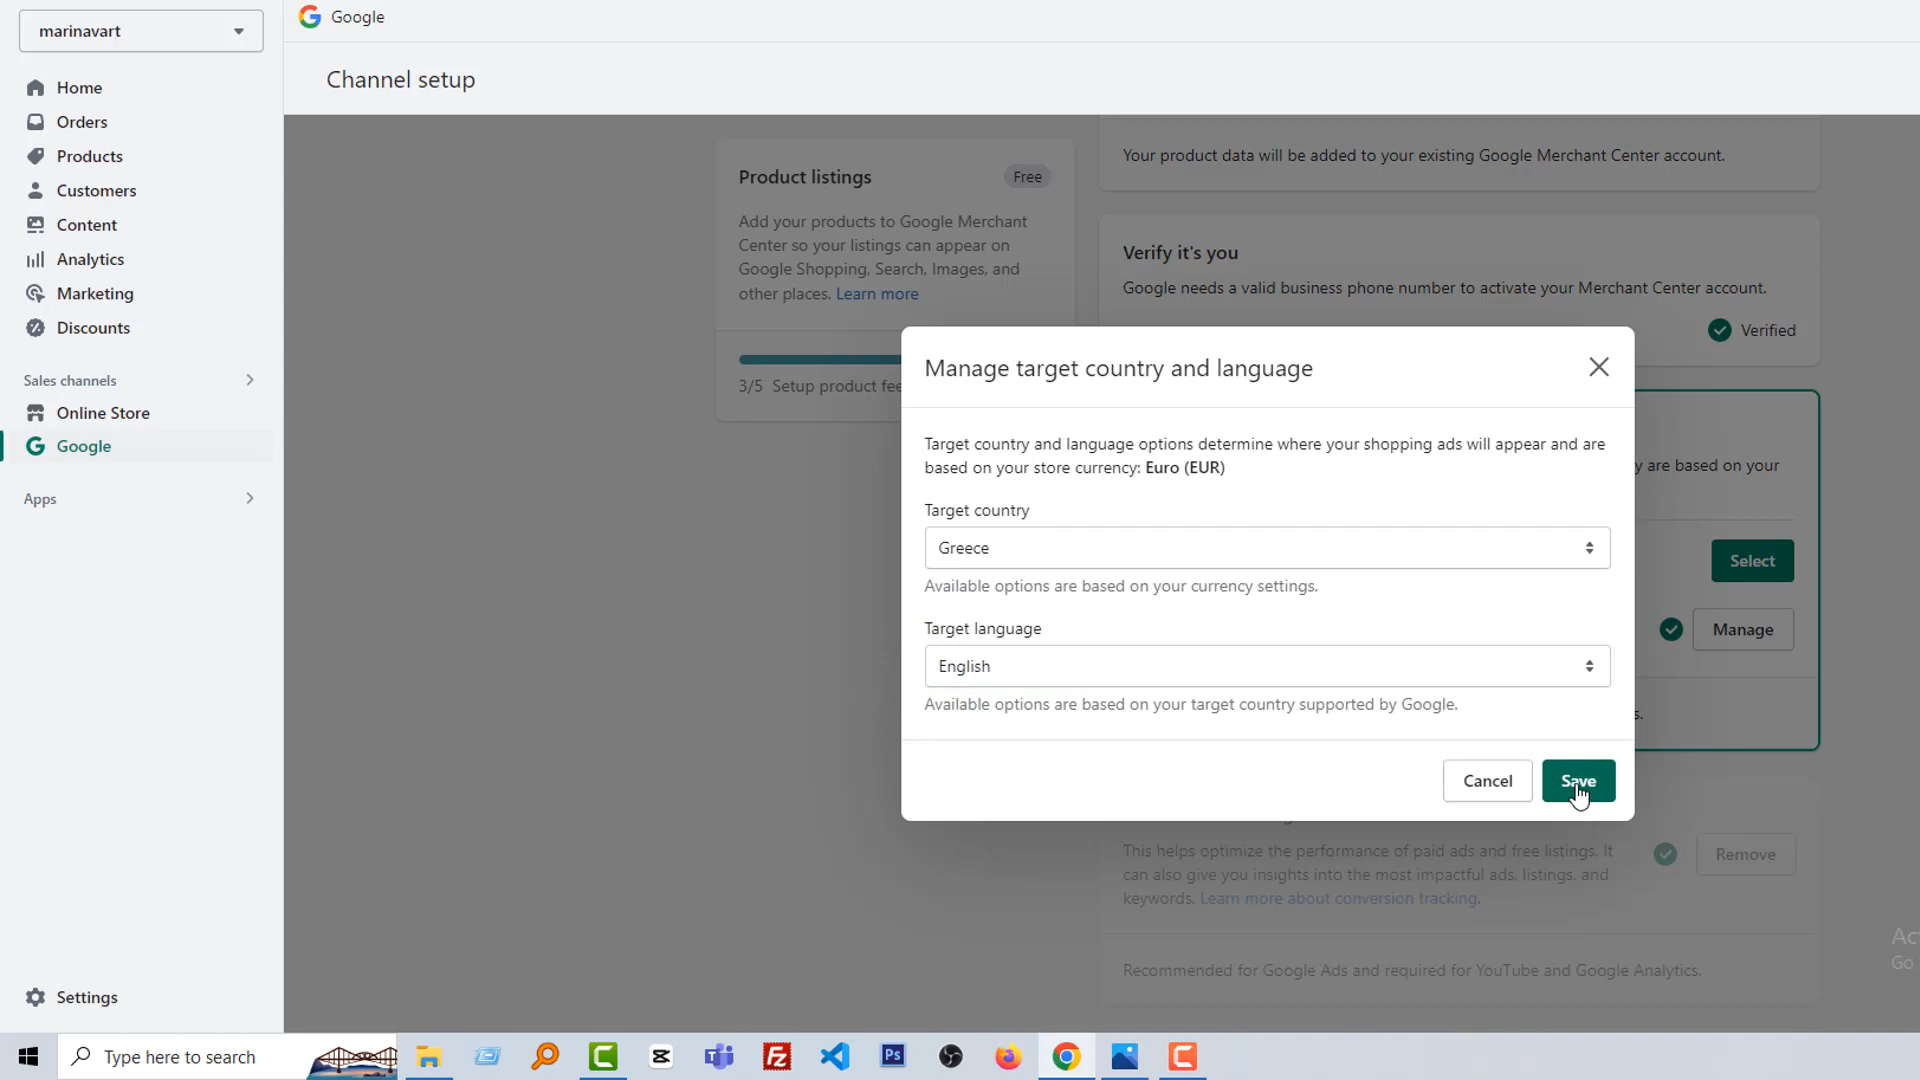 marinavart
Home
Orders
Products
Customers
Content
Analytics
Marketing
Discounts
Sales channels
Online Store
Google
Apps
Settings
Google
Channel setup
Product listings
Free
Add your products to Google Merchant
Center so your listings can appear on
Google Shopping, Search, Images, and
other places. Learn more
3/5 Setup product fee
Your product data will be added to your existing Google Merchant Center account.
Verify it's you
Google needs a valid business phone number to activate your Merchant Center account.
Verified
y are based on your
Select
Manage
s.
Manage target country and language
Target country and language options determine where your shopping ads will appear and are
based on your store currency: Euro (EUR)
Target country
Greece
Available options are based on your currency settings.
Target language
English
Available options are based on your target country supported by Google.
Cancel
Save
This helps optimize the performance of paid ads and free listings. It
can also give you insights into the most impactful ads, listings. and
keywords. Learn more about conversion tracking.
Remove
Recommended for Google Ads and required for YouTube and Google Analytics.
Go
Type here to search
Ps